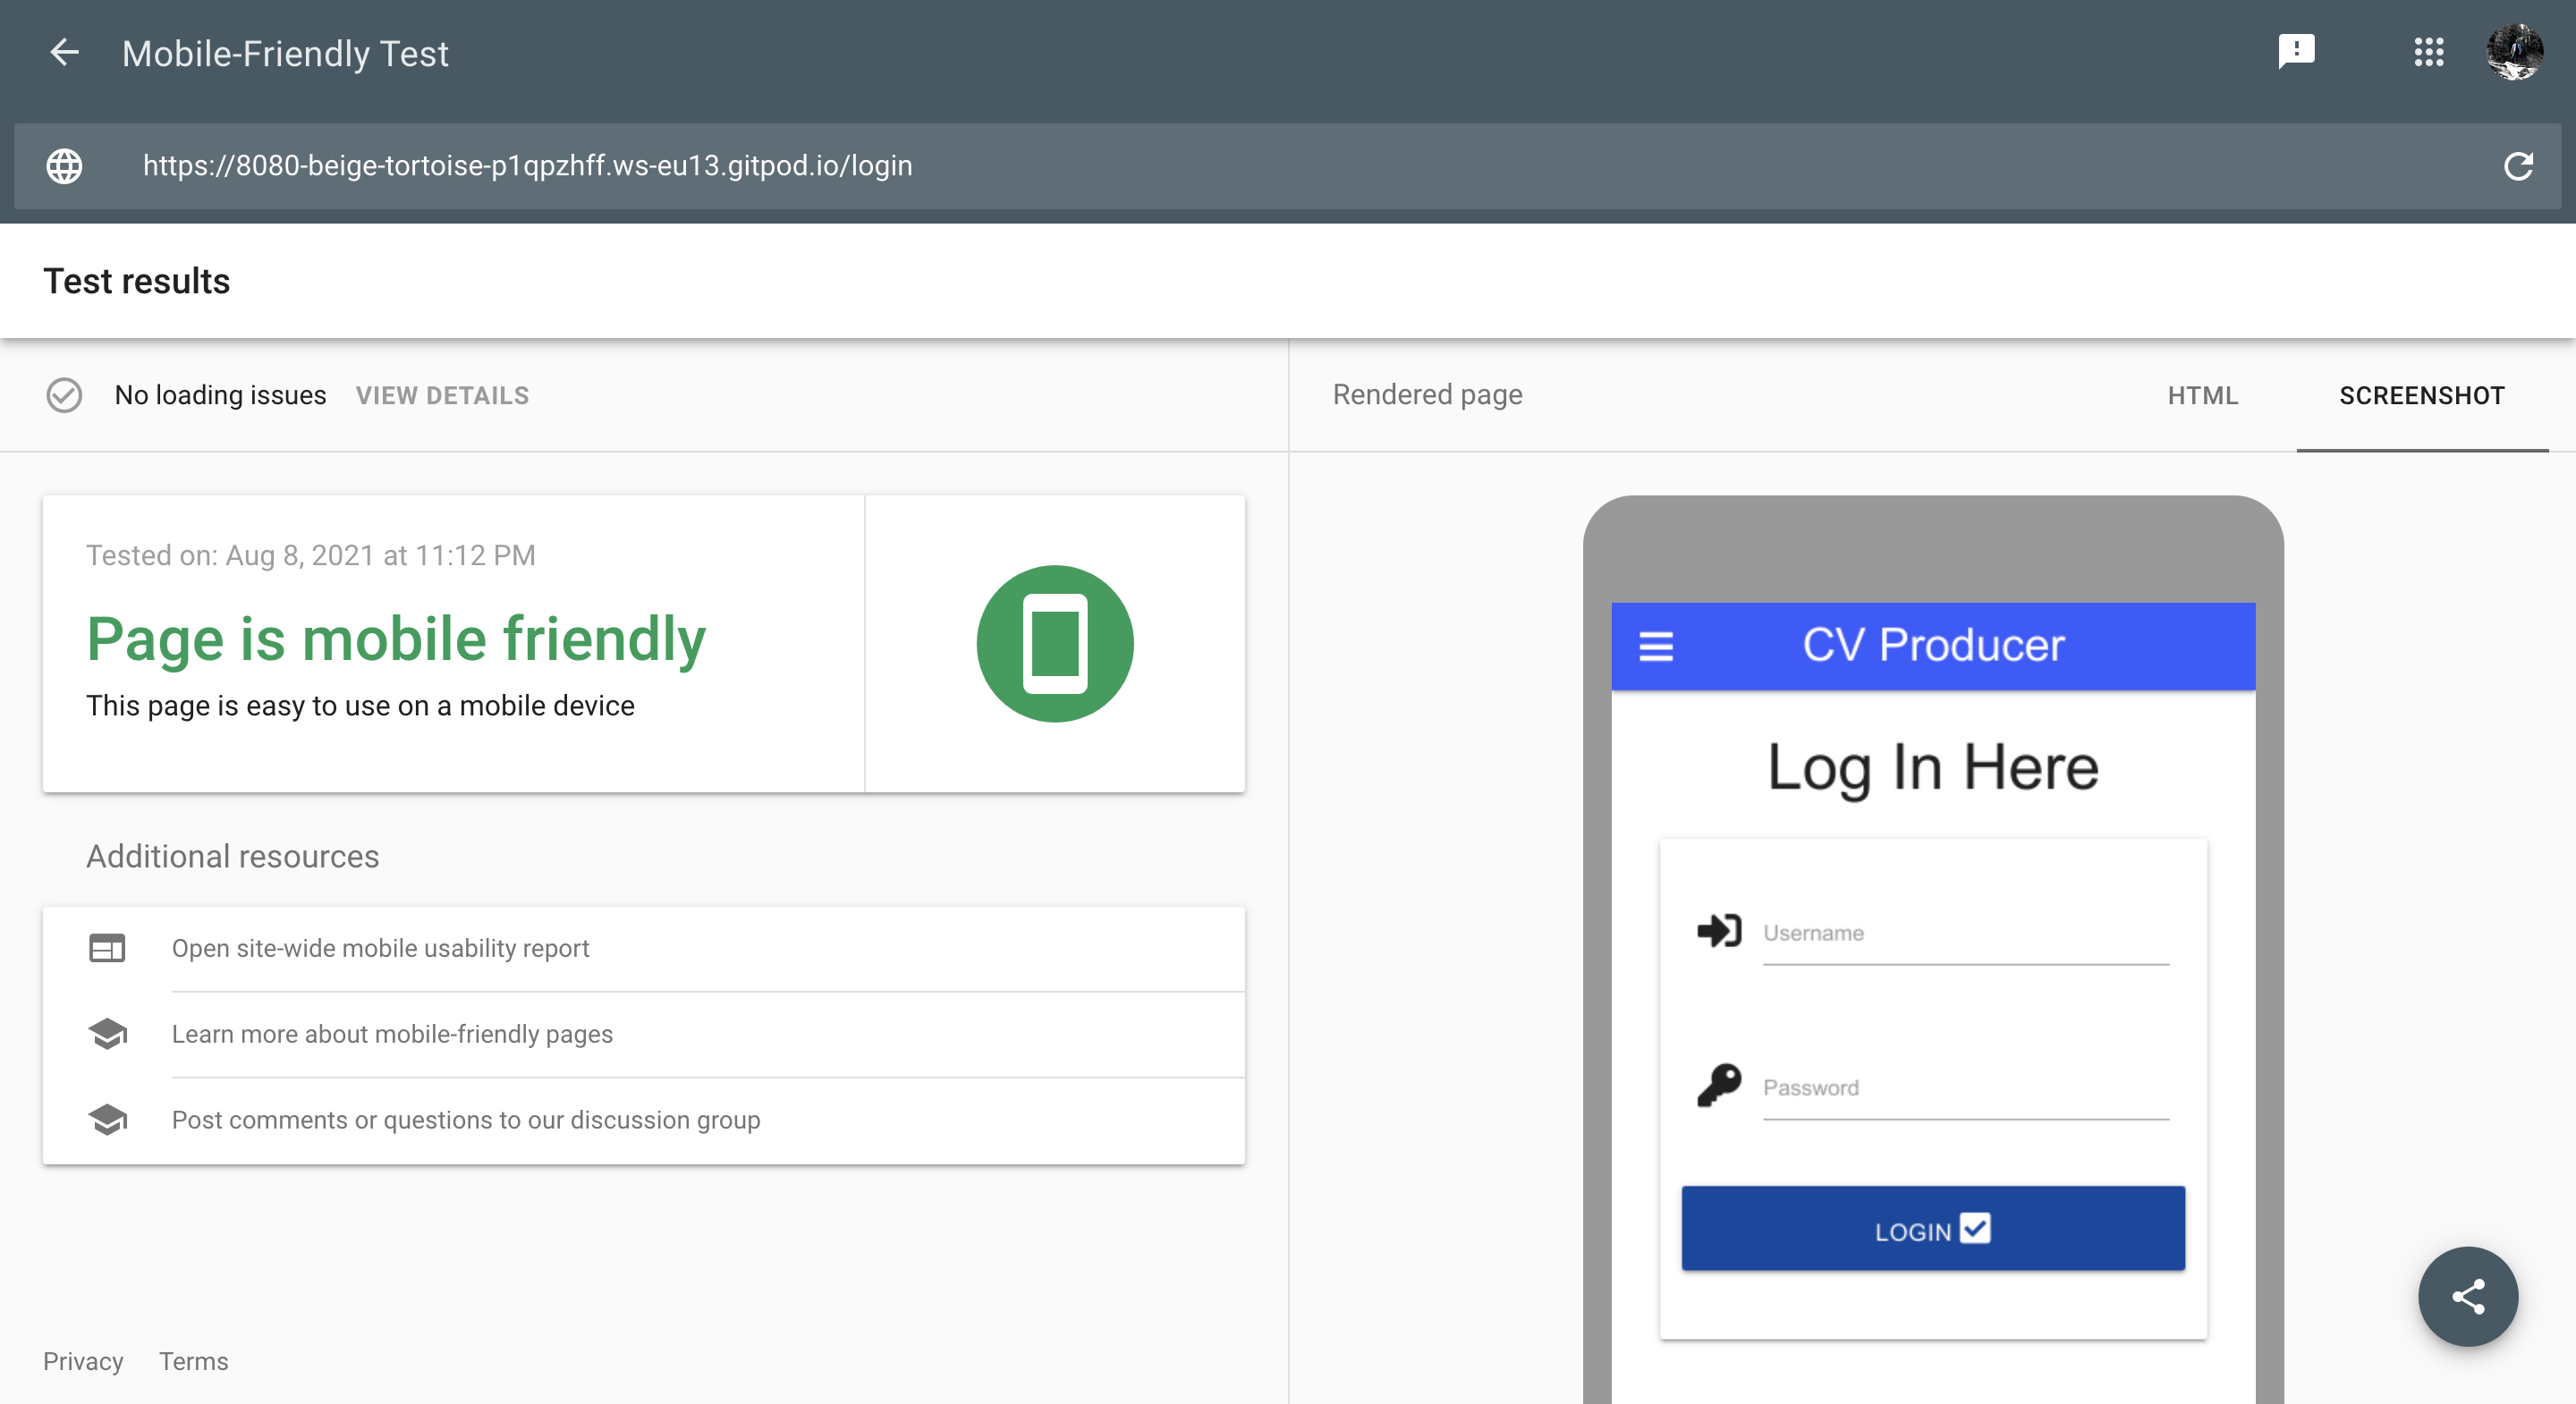 Mobile-Friendly Test
https://8080-beige-tortoise-p1qpzhff.ws-eu13.gitpod.io/login
Test results
No loading issues VIEW DETAILS
Rendered page HTML SCREENSHOT
Tested on: Aug 8, 2021 at 11:12 PM
Page is mobile friendly
This page is easy to use on a mobile device
Additional resources
Open site-wide mobile usability report
Learn more about mobile-friendly pages
Post comments or questions to our discussion group
Privacy Terms
CV Producer
Log In Here
Username
Password
LOGIN